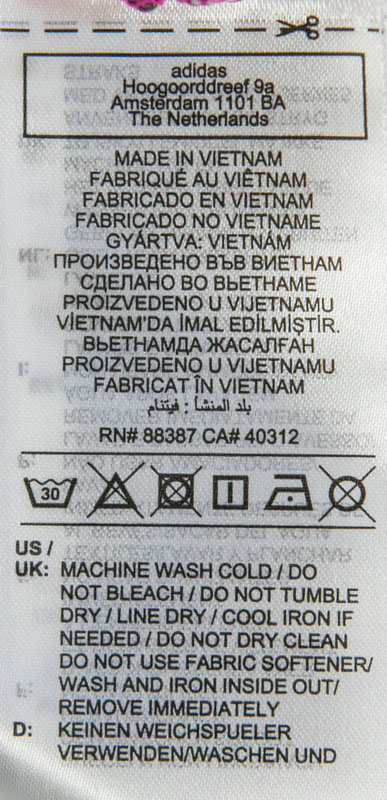 adidas
Hoogoorddreef 9a
Amsterdam 1101 BA
The Netherlands
MADE IN VIETNAM
FABRIQUÉ AU VIÊTNAM
FABRICADO EN VIETNAM
FABRICADO NO VIETNAME
GYÁRTVA: VIETNÁM
ПРОИЗВЕДЕНО ВЪВ ВИЕТНАМ
СДЕЛАНО ВО ВЬЕТНАМЕ
PROIZVEDENO U VIJETNAMU
VİETNAM'DA İMAL EDİLMİŞTİR.
ВЬЕТНАМДА ЖАСАЛҒАН
PROIZVEDENO U VIJETNAMU
FABRICAT ÎN VIETNAM
بلد المنشأ : فيتنام
RN# 88387 CA# 40312
30
US /
UK: MACHINE WASH COLD / DO
NOT BLEACH / DO NOT TUMBLE
DRY / LINE DRY / COOL IRON IF
NEEDED / DO NOT DRY CLEAN
DO NOT USE FABRIC SOFTENER/
WASH AND IRON INSIDE OUT/
REMOVE IMMEDIATELY
D: KEINEN WEICHSPUELER
VERWENDEN/WASCHEN UND